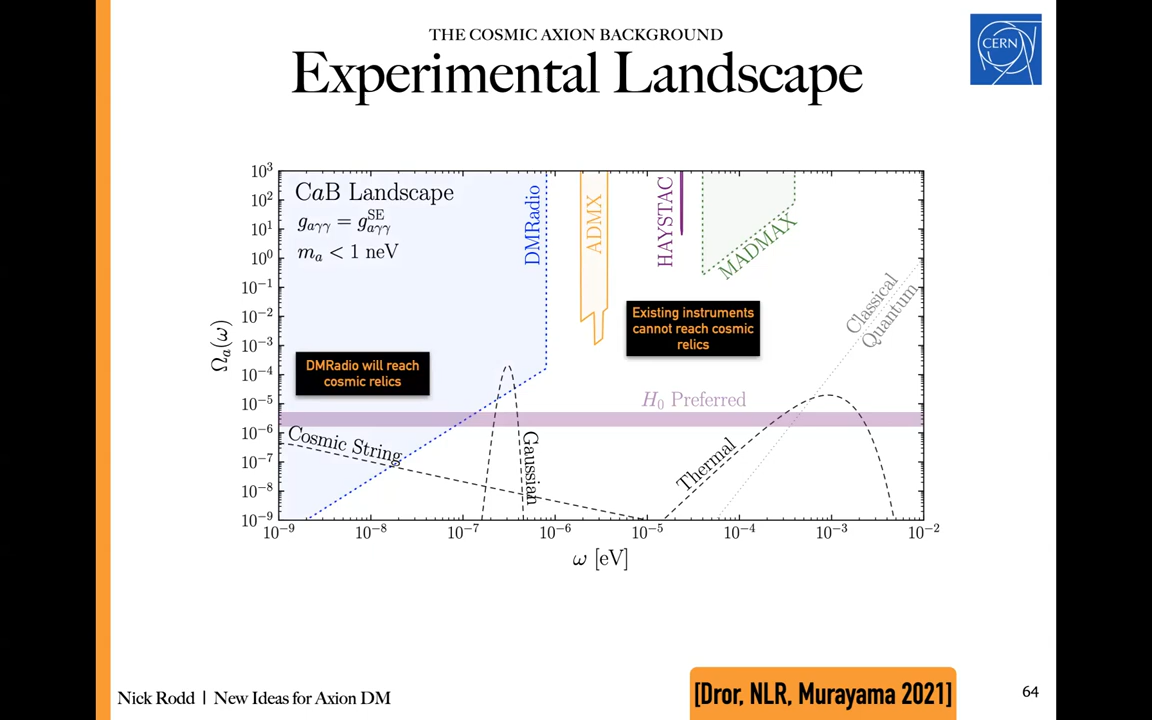 THE COSMIC AXION BACKGROUND
Experimental Landscape
CERN
CaB Landscape
g_{aγγ} = g_{aγγ}^{SE}
m_a < 1 neV
DMRadio
ADMX
HAYSTAC
MADMAX
Classical
Quantum
Existing instruments
cannot reach cosmic
relics
DMRadio will reach
cosmic relics
H_0 Preferred
Cosmic String
Gaussian
Thermal
Ω_a(ω)
10^3
10^2
10^1
10^0
10^{-1}
10^{-2}
10^{-3}
10^{-4}
10^{-5}
10^{-6}
10^{-7}
10^{-8}
10^{-9}
10^{-9} 10^{-8} 10^{-7} 10^{-6} 10^{-5} 10^{-4} 10^{-3} 10^{-2}
ω [eV]
Nick Rodd | New Ideas for Axion DM
[Dror, NLR, Murayama 2021]
64